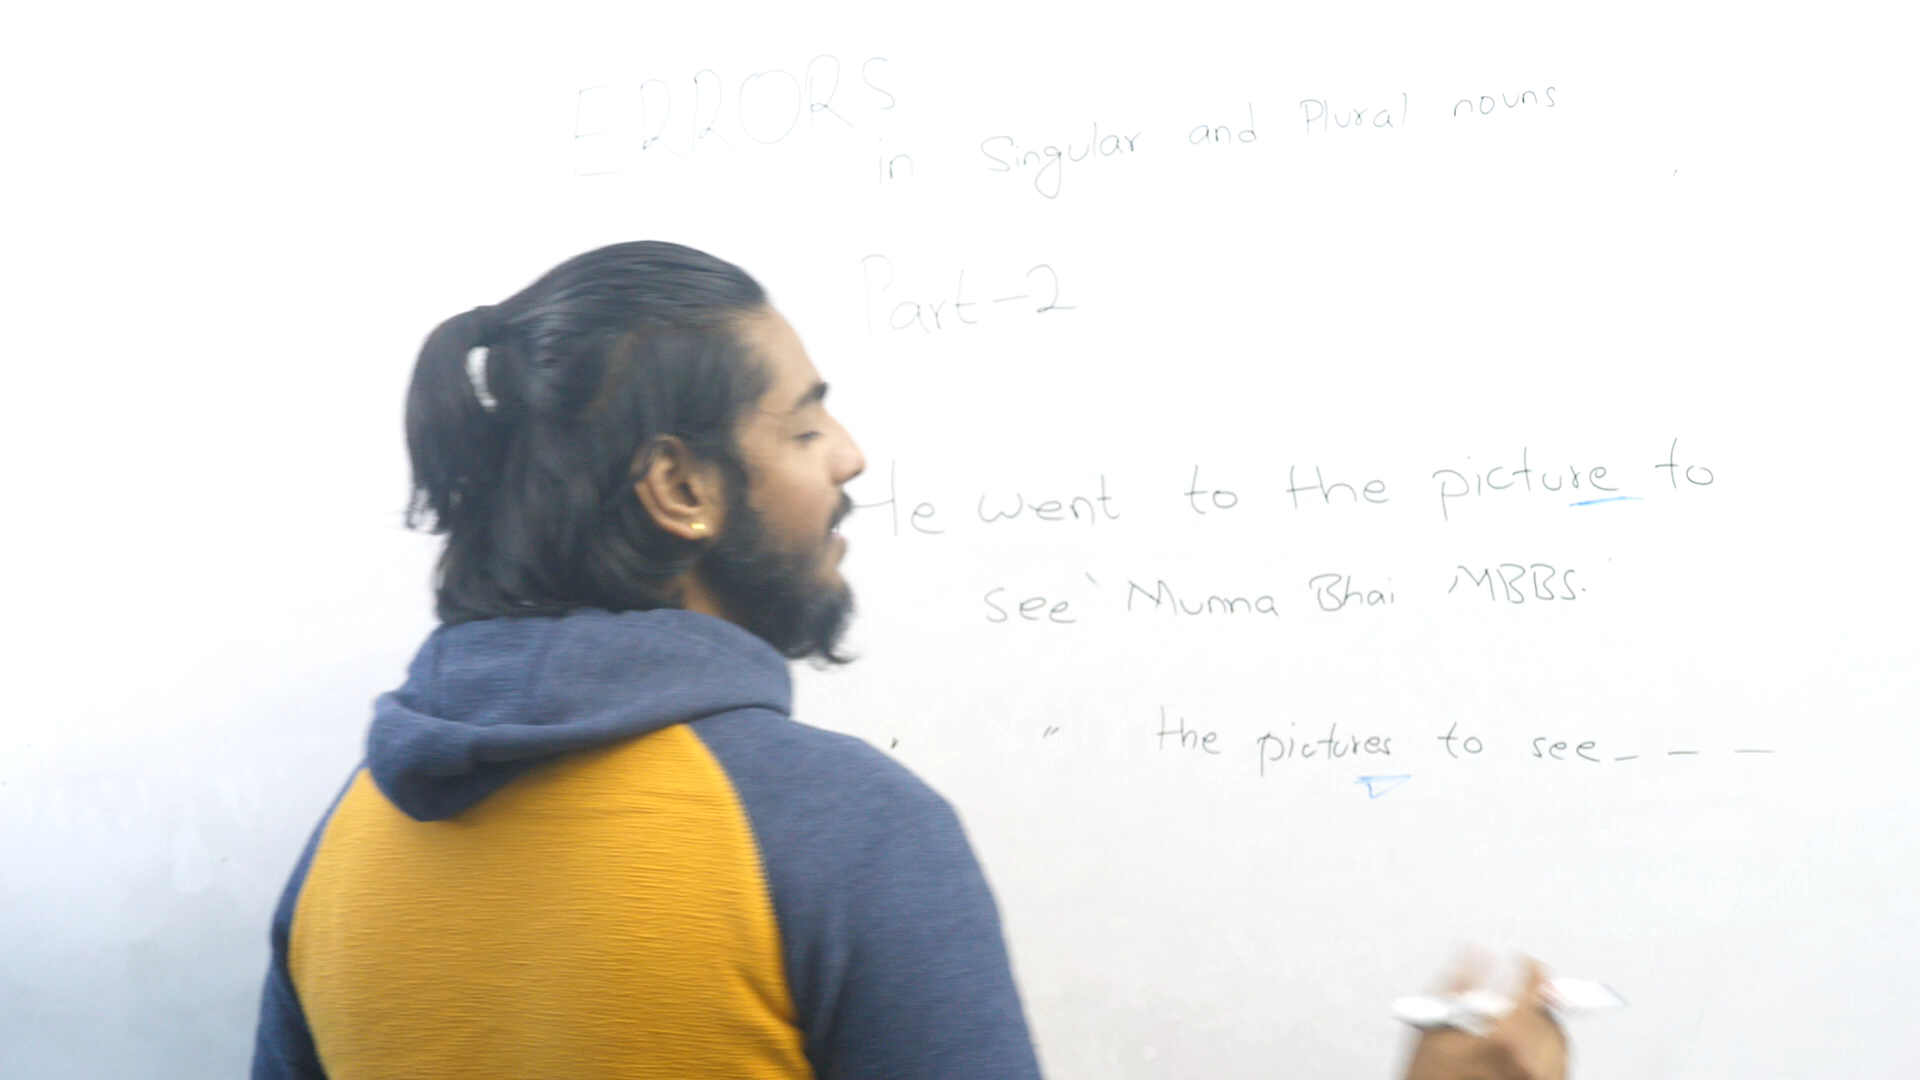 ERRORS
in Singular and Plural nouns
Part-2
He went to the picture to
see Munna Bhai MBBS.
" the pictures to see_ _ _